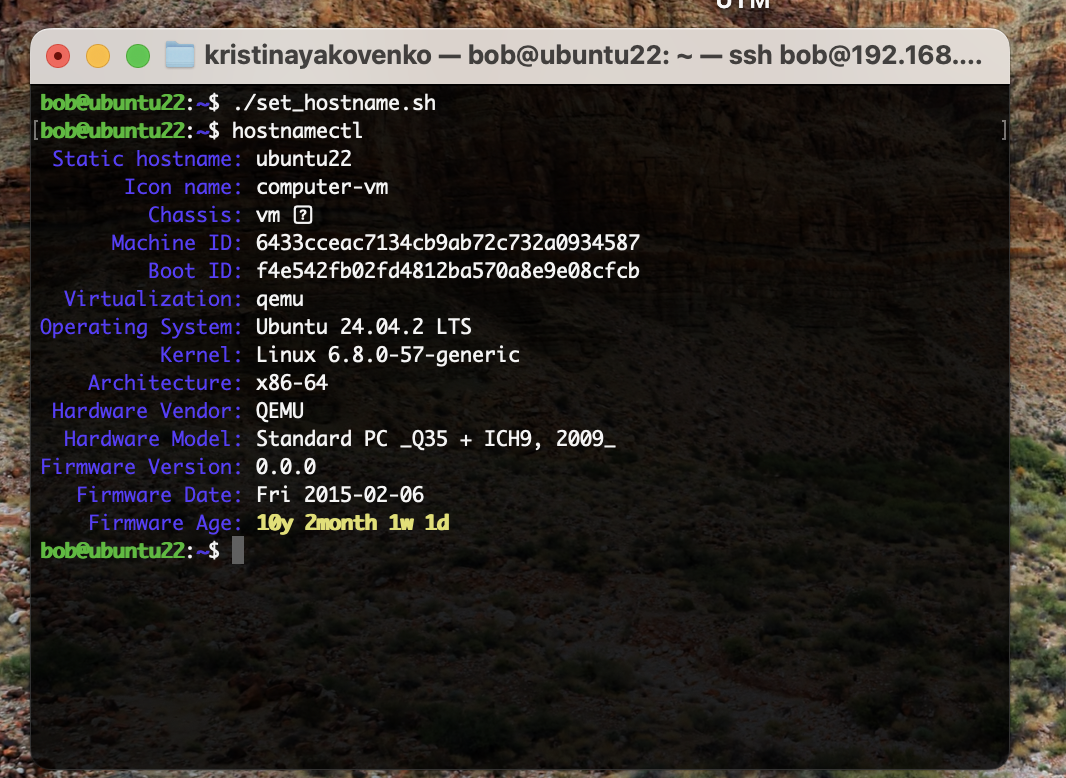 UTM
kristinayakovenko — bob@ubuntu22: ~ — ssh bob@192.168....
bob@ubuntu22:~$ ./set_hostname.sh
[bob@ubuntu22:~$ hostnamectl ]
Static hostname: ubuntu22
Icon name: computer-vm
Chassis: vm
Machine ID: 6433cceac7134cb9ab72c732a0934587
Boot ID: f4e542fb02fd4812ba570a8e9e08cfcb
Virtualization: qemu
Operating System: Ubuntu 24.04.2 LTS
Kernel: Linux 6.8.0-57-generic
Architecture: x86-64
Hardware Vendor: QEMU
Hardware Model: Standard PC _Q35 + ICH9, 2009_
Firmware Version: 0.0.0
Firmware Date: Fri 2015-02-06
Firmware Age: 10y 2month 1w 1d
bob@ubuntu22:~$